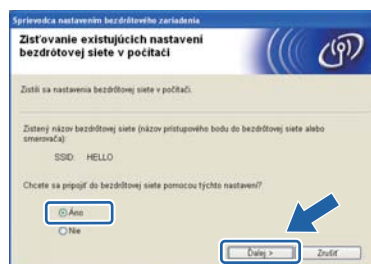 Sprievodca nastavením bezdrôtového zariadenia
Zisťovanie existujúcich nastavení
bezdrôtovej siete v počítači
Zistili sa nastavenia bezdrôtovej siete v počítači.
Zistený názov bezdrôtovej siete (názov prístupového bodu do bezdrôtovej siete alebo
smerovača):
SSID: HELLO
Chcete sa pripojiť do bezdrôtovej siete pomocou týchto nastavení?
Áno
Nie
Ďalej >
Zrušiť